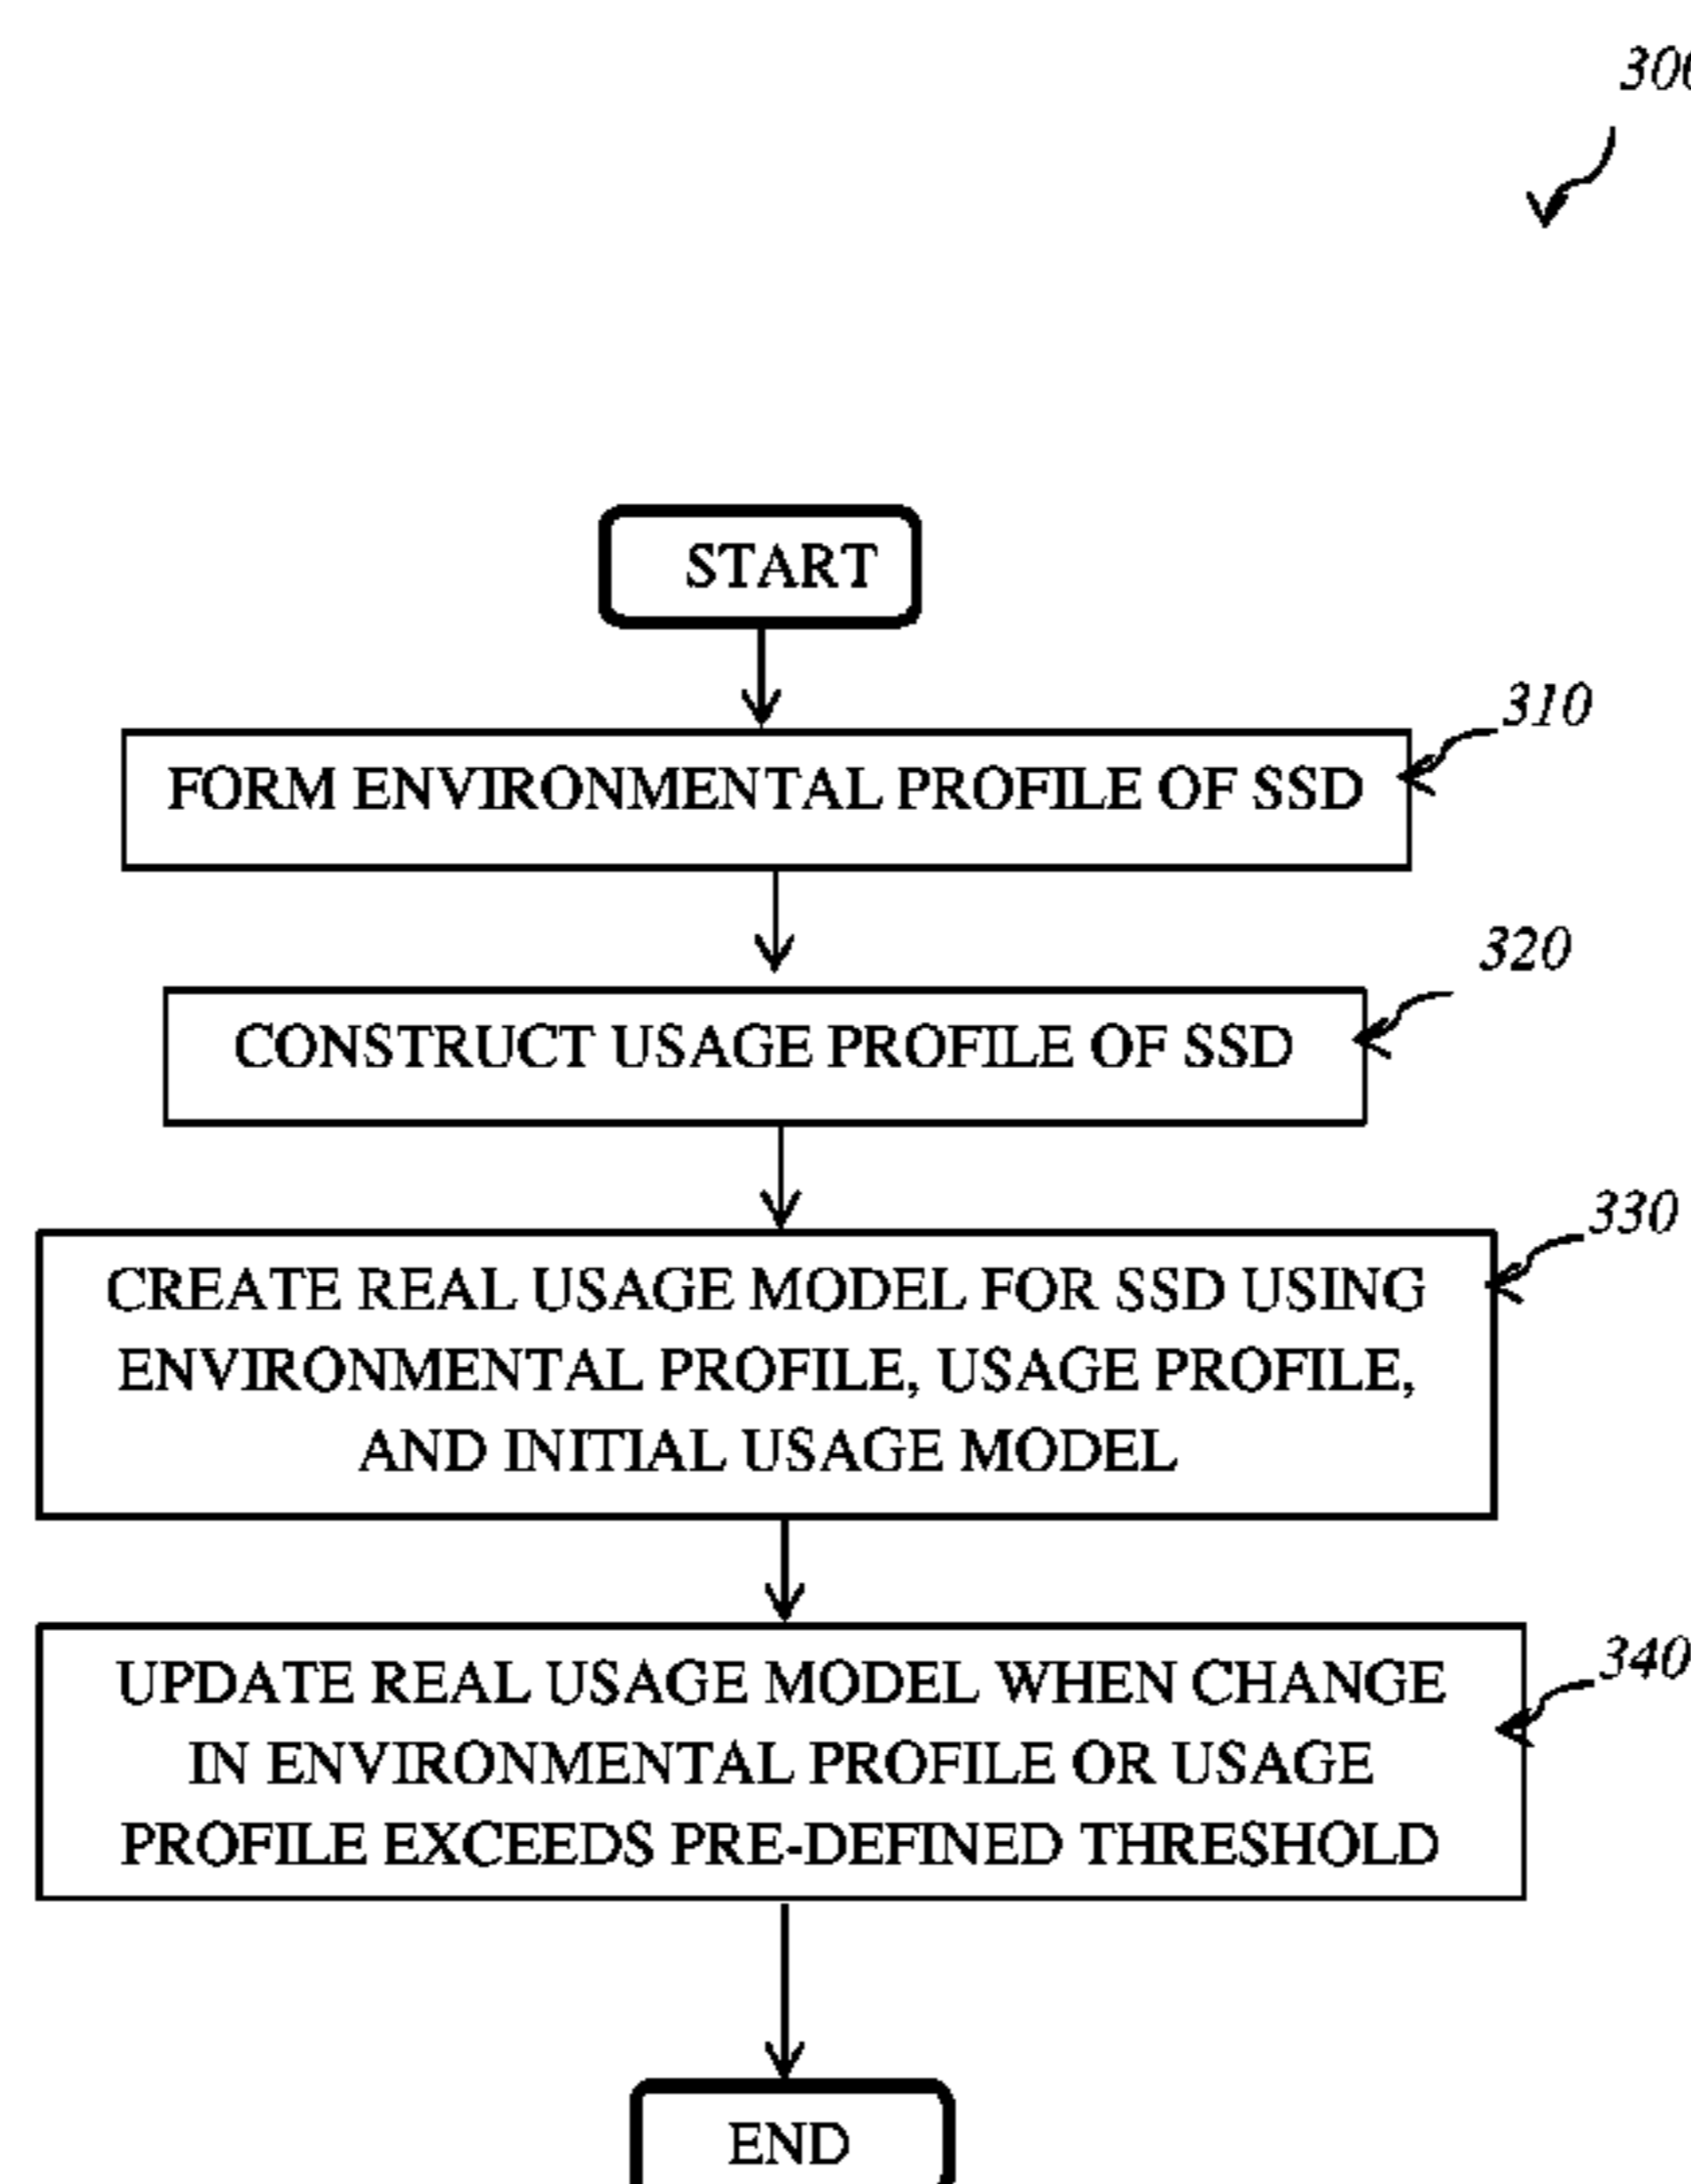 300
START
310
FORM ENVIRONMENTAL PROFILE OF SSD
320
CONSTRUCT USAGE PROFILE OF SSD
330
CREATE REAL USAGE MODEL FOR SSD USING
ENVIRONMENTAL PROFILE, USAGE PROFILE,
AND INITIAL USAGE MODEL
340
UPDATE REAL USAGE MODEL WHEN CHANGE
IN ENVIRONMENTAL PROFILE OR USAGE
PROFILE EXCEEDS PRE-DEFINED THRESHOLD
END